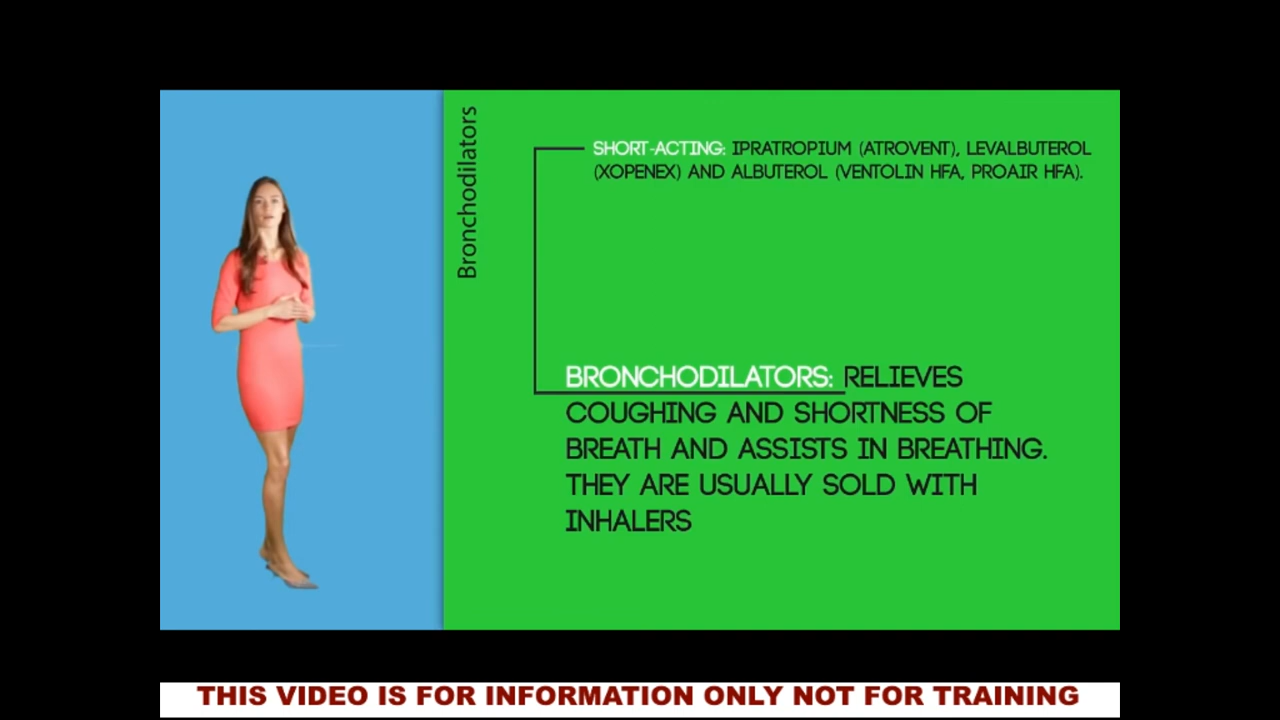 Bronchodilators
SHORT-ACTING: IPRATROPIUM (ATROVENT), LEVALBUTEROL
(XOPENEX) AND ALBUTEROL (VENTOLIN HFA, PROAIR HFA).
BRONCHODILATORS: RELIEVES
COUGHING AND SHORTNESS OF
BREATH AND ASSISTS IN BREATHING.
THEY ARE USUALLY SOLD WITH
INHALERS
THIS VIDEO IS FOR INFORMATION ONLY NOT FOR TRAINING